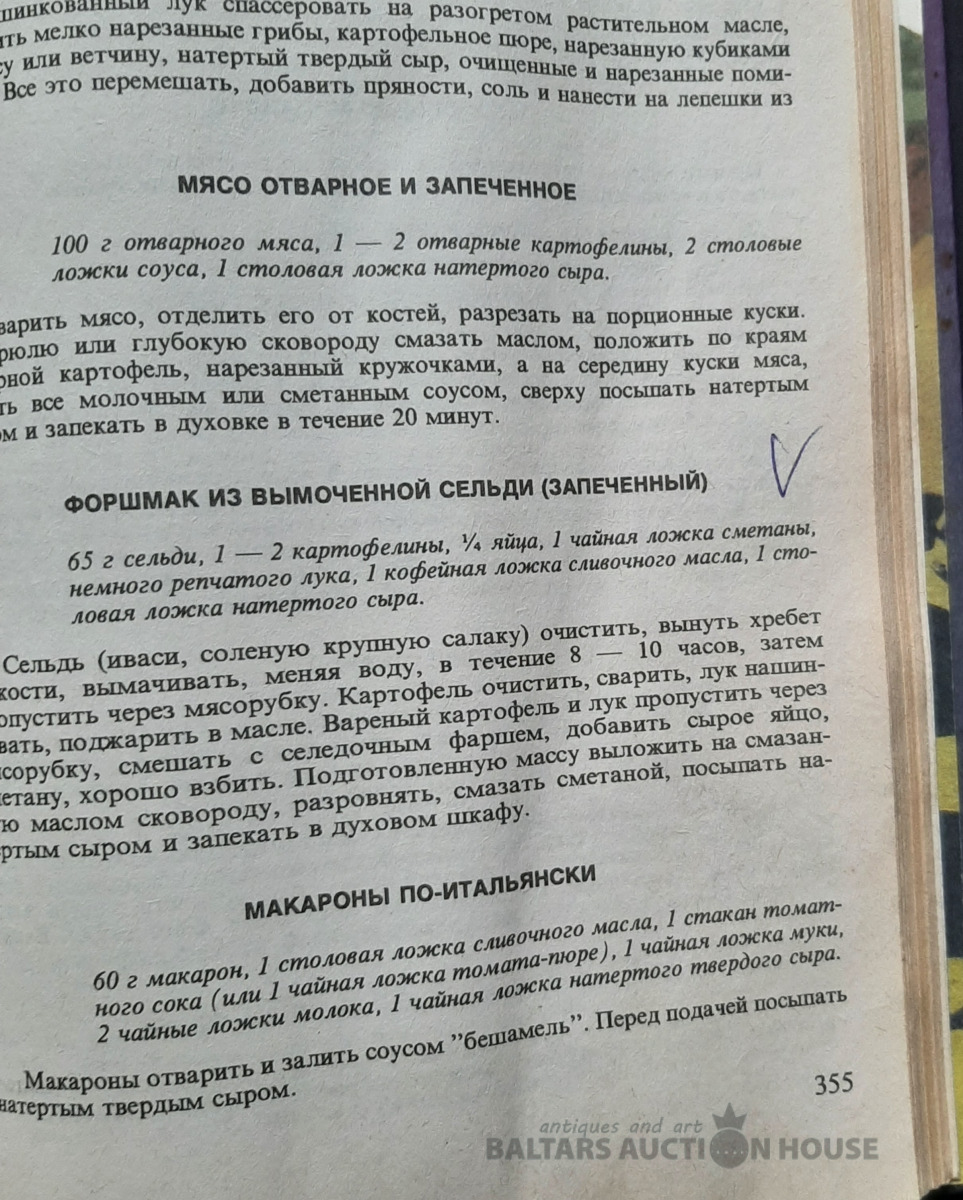 шинкованный лук спассеровать на разогретом растительном масле,
ить мелко нарезанные грибы, картофельное пюре, нарезанную кубиками
су или ветчину, натертый твердый сыр, очищенные и нарезанные поми-
Все это перемешать, добавить пряности, соль и нанести на лепешки из
МЯСО ОТВАРНОЕ И ЗАПЕЧЕННОЕ
100 г отварного мяса, 1 — 2 отварные картофелины, 2 столовые
ложки соуса, 1 столовая ложка натертого сыра.
варить мясо, отделить его от костей, разрезать на порционные куски.
рюлю или глубокую сковороду смазать маслом, положить по краям
рной картофель, нарезанный кружочками, а на середину куски мяса,
ть все молочным или сметанным соусом, сверху посыпать натертым
ом и запекать в духовке в течение 20 минут.
ФОРШМАК ИЗ ВЫМОЧЕННОЙ СЕЛЬДИ (ЗАПЕЧЕННЫЙ)
65 г сельди, 1 — 2 картофелины, ¼ яйца, 1 чайная ложка сметаны,
немного репчатого лука, 1 кофейная ложка сливочного масла, 1 сто-
ловая ложка натертого сыра.
Сельдь (иваси, соленую крупную салаку) очистить, вынуть хребет
кости, вымачивать, меняя воду, в течение 8 — 10 часов, затем
опустить через мясорубку. Картофель очистить, сварить, лук нашин-
вать, поджарить в масле. Вареный картофель и лук пропустить через
сорубку, смешать с селедочным фаршем, добавить сырое яйцо,
етану, хорошо взбить. Подготовленную массу выложить на смазан-
ю маслом сковороду, разровнять, смазать сметаной, посыпать на-
ртым сыром и запекать в духовом шкафу.
МАКАРОНЫ ПО-ИТАЛЬЯНСКИ
60 г макарон, 1 столовая ложка сливочного масла, 1 стакан томат-
ного сока (или 1 чайная ложка томата-пюре), 1 чайная ложка муки,
2 чайные ложки молока, 1 чайная ложка натертого твердого сыра.
Макароны отварить и залить соусом ”бешамель”. Перед подачей посыпать
натертым твердым сыром.
355
antiques and art
BALTARS AUCTION HOUSE